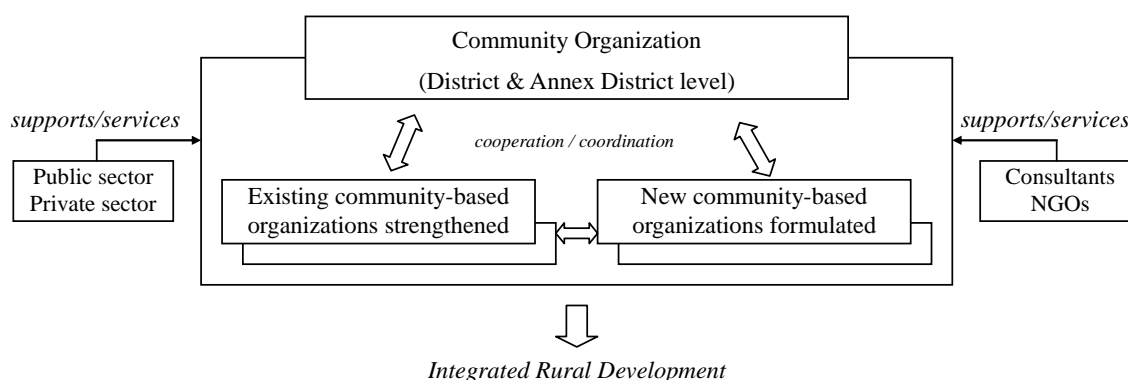 Community Organization
(District & Annex District level)
supports/services
supports/services
cooperation / coordination
Public sector
Private sector
Existing community-based
organizations strengthened
New community-based
organizations formulated
Consultants
NGOs
Integrated Rural Development